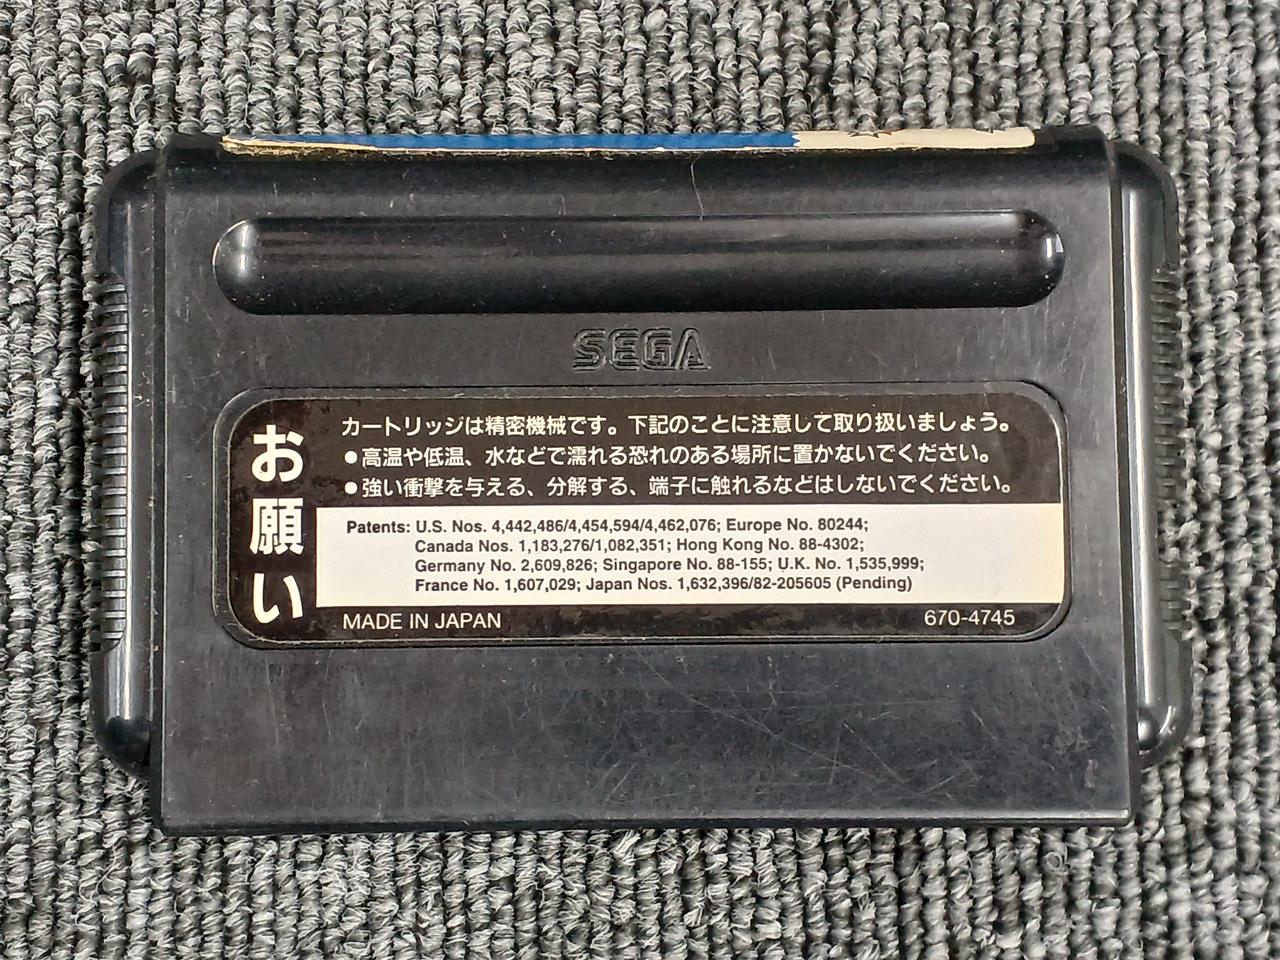 SEGA
お願い
カートリッジは精密機械です。下記のことに注意して取り扱いましょう。
●高温や低温、水などで濡れる恐れのある場所に置かないでください。
●強い衝撃を与える、分解する、端子に触れるなどはしないでください。
Patents: U.S. Nos. 4,442,486/4,454,594/4,462,076; Europe No. 80244;
Canada Nos. 1,183,276/1,082,351; Hong Kong No. 88-4302;
Germany No. 2,609,826; Singapore No. 88-155; U.K. No. 1,535,999;
France No. 1,607,029; Japan Nos. 1,632,396/82-205605 (Pending)
MADE IN JAPAN
670-4745